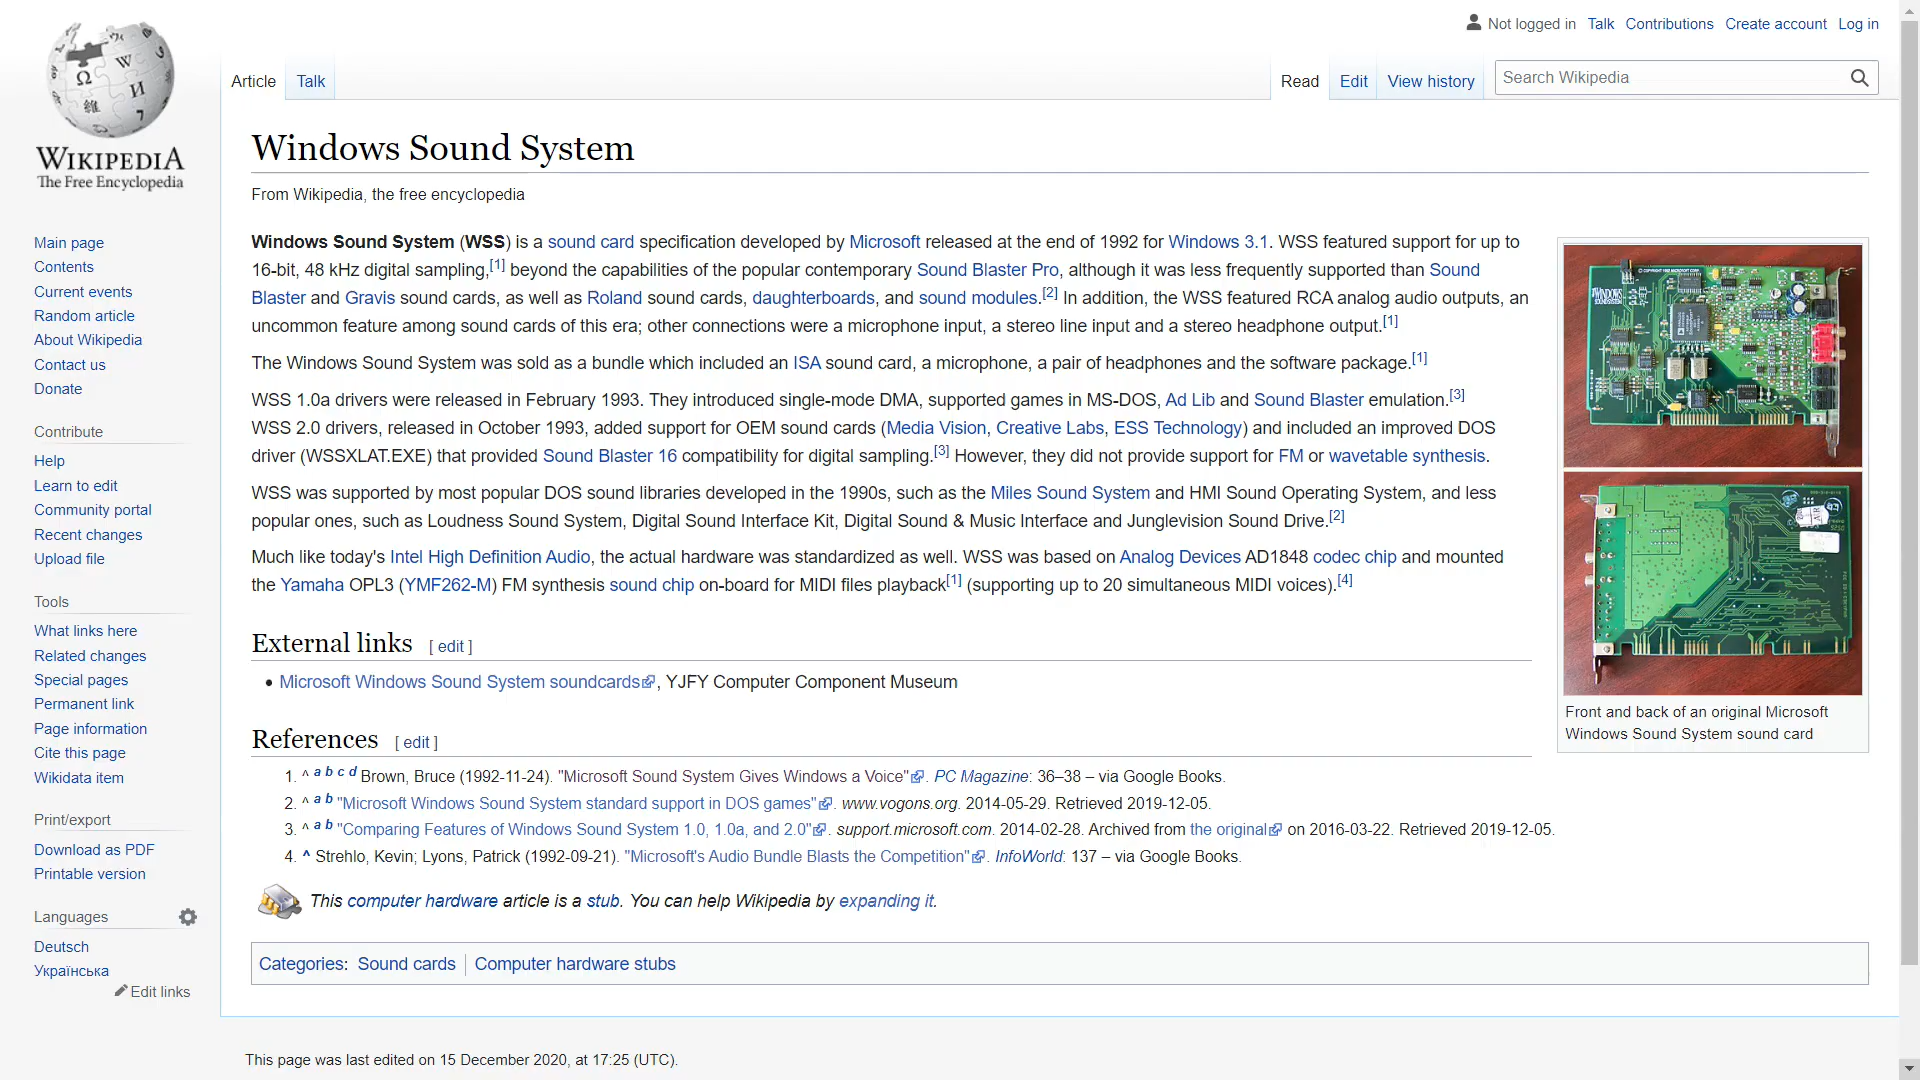 Not logged in Talk Contributions Create account Log in
Article Talk Read Edit View history Search Wikipedia
WIKIPEDIA
The Free Encyclopedia
Main page
Contents
Current events
Random article
About Wikipedia
Contact us
Donate
Contribute
Help
Learn to edit
Community portal
Recent changes
Upload file
Tools
What links here
Related changes
Special pages
Permanent link
Page information
Cite this page
Wikidata item
Print/export
Download as PDF
Printable version
Languages
Deutsch
Українська
Edit links
Windows Sound System
From Wikipedia, the free encyclopedia
Windows Sound System (WSS) is a sound card specification developed by Microsoft released at the end of 1992 for Windows 3.1. WSS featured support for up to
16-bit, 48 kHz digital sampling,[1] beyond the capabilities of the popular contemporary Sound Blaster Pro, although it was less frequently supported than Sound
Blaster and Gravis sound cards, as well as Roland sound cards, daughterboards, and sound modules.[2] In addition, the WSS featured RCA analog audio outputs, an
uncommon feature among sound cards of this era; other connections were a microphone input, a stereo line input and a stereo headphone output.[1]
The Windows Sound System was sold as a bundle which included an ISA sound card, a microphone, a pair of headphones and the software package.[1]
WSS 1.0a drivers were released in February 1993. They introduced single-mode DMA, supported games in MS-DOS, Ad Lib and Sound Blaster emulation.[3]
WSS 2.0 drivers, released in October 1993, added support for OEM sound cards (Media Vision, Creative Labs, ESS Technology) and included an improved DOS
driver (WSSXLAT.EXE) that provided Sound Blaster 16 compatibility for digital sampling.[3] However, they did not provide support for FM or wavetable synthesis.
WSS was supported by most popular DOS sound libraries developed in the 1990s, such as the Miles Sound System and HMI Sound Operating System, and less
popular ones, such as Loudness Sound System, Digital Sound Interface Kit, Digital Sound & Music Interface and Junglevision Sound Drive.[2]
Much like today's Intel High Definition Audio, the actual hardware was standardized as well. WSS was based on Analog Devices AD1848 codec chip and mounted
the Yamaha OPL3 (YMF262-M) FM synthesis sound chip on-board for MIDI files playback[1] (supporting up to 20 simultaneous MIDI voices).[4]
Front and back of an original Microsoft
Windows Sound System sound card
External links [ edit ]
• Microsoft Windows Sound System soundcards, YJFY Computer Component Museum
References [ edit ]
1. ^ a b c d Brown, Bruce (1992-11-24). "Microsoft Sound System Gives Windows a Voice". PC Magazine: 36–38 – via Google Books.
2. ^ a b "Microsoft Windows Sound System standard support in DOS games". www.vogons.org. 2014-05-29. Retrieved 2019-12-05.
3. ^ a b "Comparing Features of Windows Sound System 1.0, 1.0a, and 2.0". support.microsoft.com. 2014-02-28. Archived from the original on 2016-03-22. Retrieved 2019-12-05.
4. ^ Strehlo, Kevin; Lyons, Patrick (1992-09-21). "Microsoft's Audio Bundle Blasts the Competition". InfoWorld: 137 – via Google Books.
This computer hardware article is a stub. You can help Wikipedia by expanding it.
Categories: Sound cards | Computer hardware stubs
This page was last edited on 15 December 2020, at 17:25 (UTC).